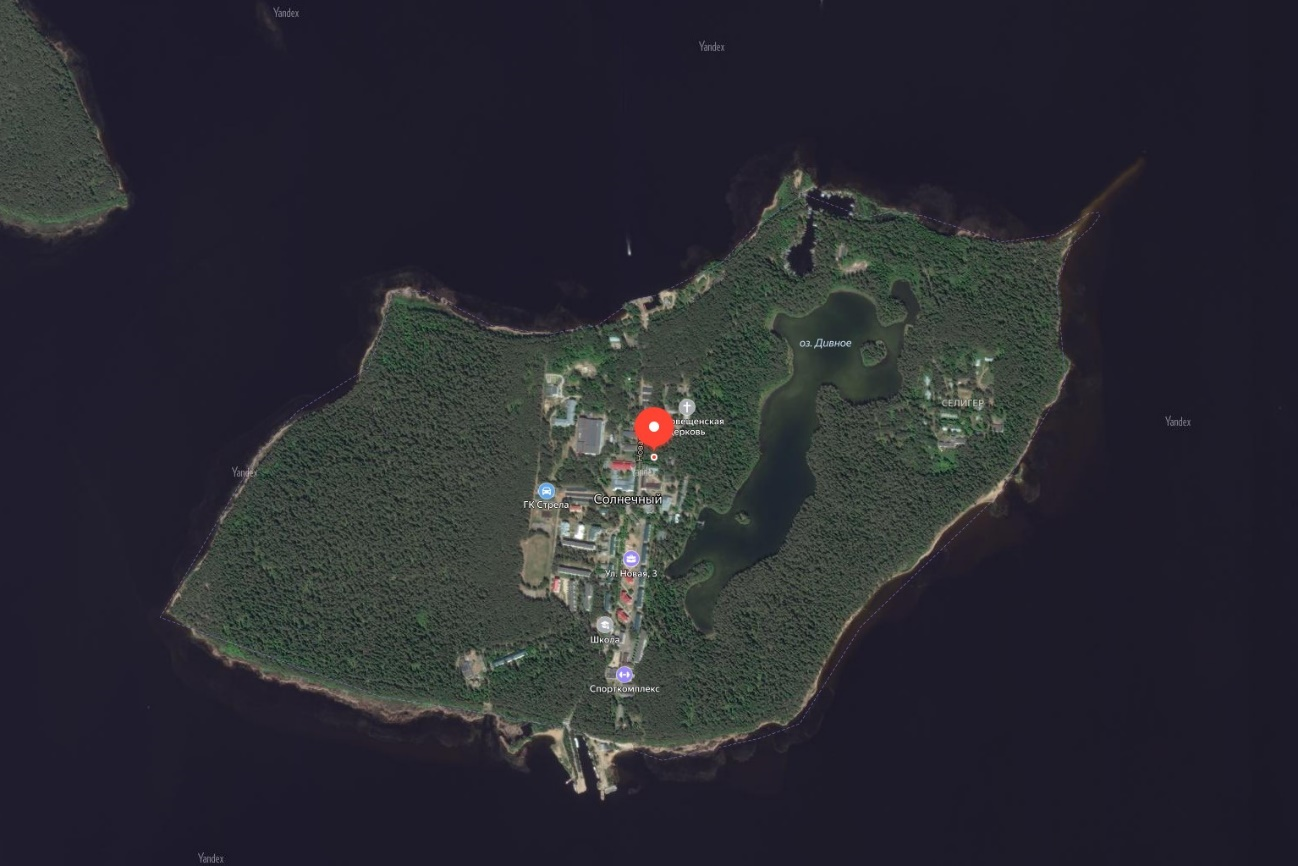 Yandex
Yandex
оз. Дивное
СЕЛИГЕР
Yandex
Yandex
ГК Стрела
Солнечный
Ул. Новая, 3
Школа
Спорткомплекс
Yandex